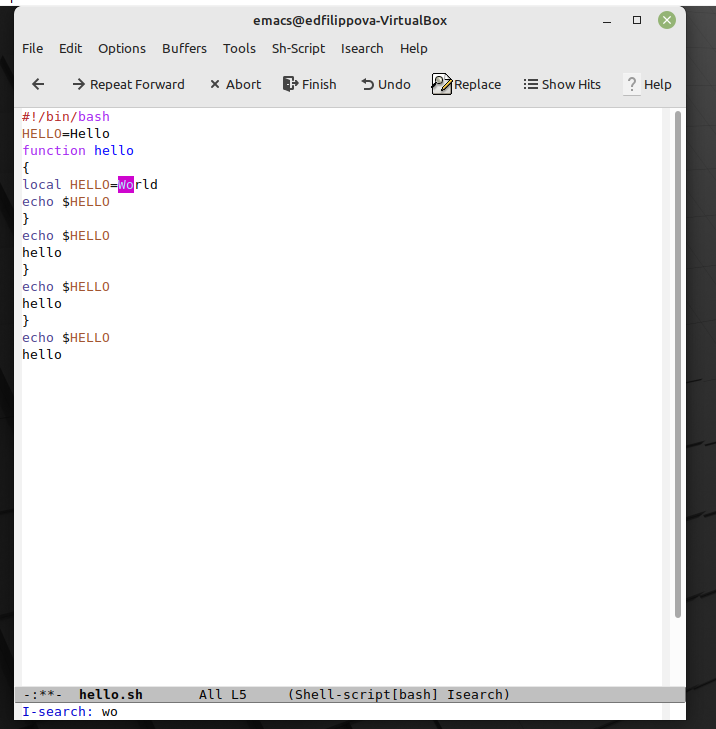 emacs@edfilippova-VirtualBox
File Edit Options Buffers Tools Sh-Script Isearch Help
Repeat Forward Abort Finish Undo Replace Show Hits ? Help
#!/bin/bash
HELLO=Hello
function hello
{
local HELLO=World
echo $HELLO
}
echo $HELLO
hello
}
echo $HELLO
hello
}
echo $HELLO
hello
-:**- hello.sh All L5 (Shell-script[bash] Isearch)
I-search: wo